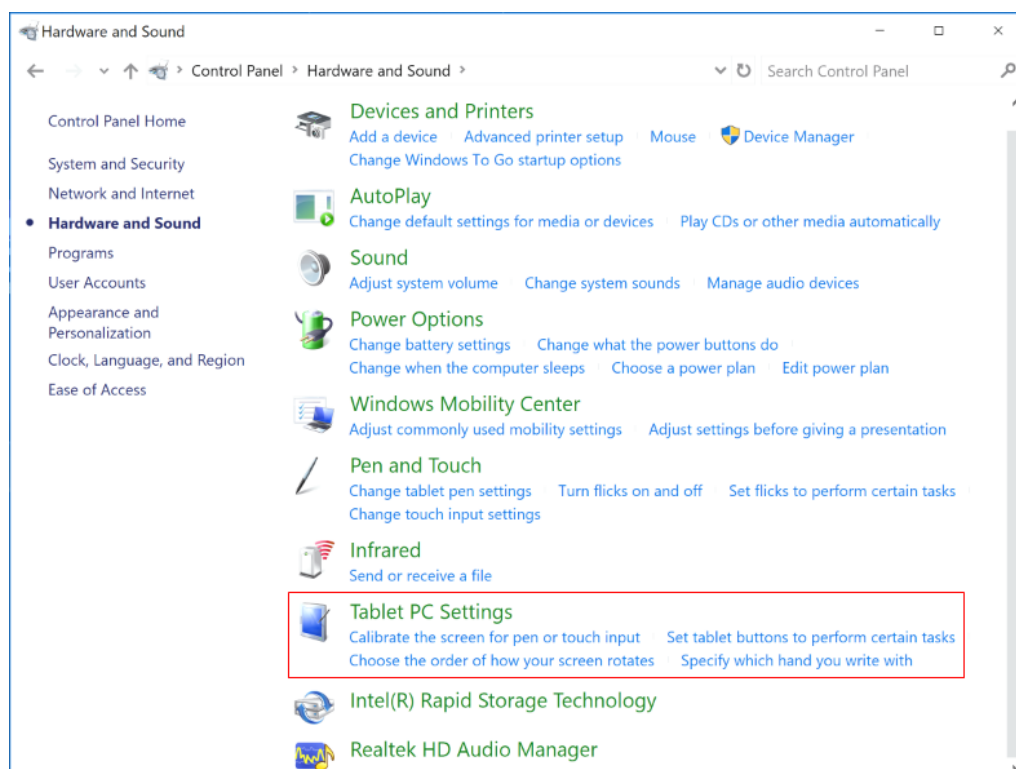 Hardware and Sound
Control Panel > Hardware and Sound >
Search Control Panel
Control Panel Home
System and Security
Network and Internet
Hardware and Sound
Programs
User Accounts
Appearance and
Personalization
Clock, Language, and Region
Ease of Access
Devices and Printers
Add a device Advanced printer setup Mouse Device Manager
Change Windows To Go startup options
AutoPlay
Change default settings for media or devices Play CDs or other media automatically
Sound
Adjust system volume Change system sounds Manage audio devices
Power Options
Change battery settings Change what the power buttons do
Change when the computer sleeps Choose a power plan Edit power plan
Windows Mobility Center
Adjust commonly used mobility settings Adjust settings before giving a presentation
Pen and Touch
Change tablet pen settings Turn flicks on and off Set flicks to perform certain tasks
Change touch input settings
Infrared
Send or receive a file
Tablet PC Settings
Calibrate the screen for pen or touch input Set tablet buttons to perform certain tasks
Choose the order of how your screen rotates Specify which hand you write with
Intel(R) Rapid Storage Technology
Realtek HD Audio Manager